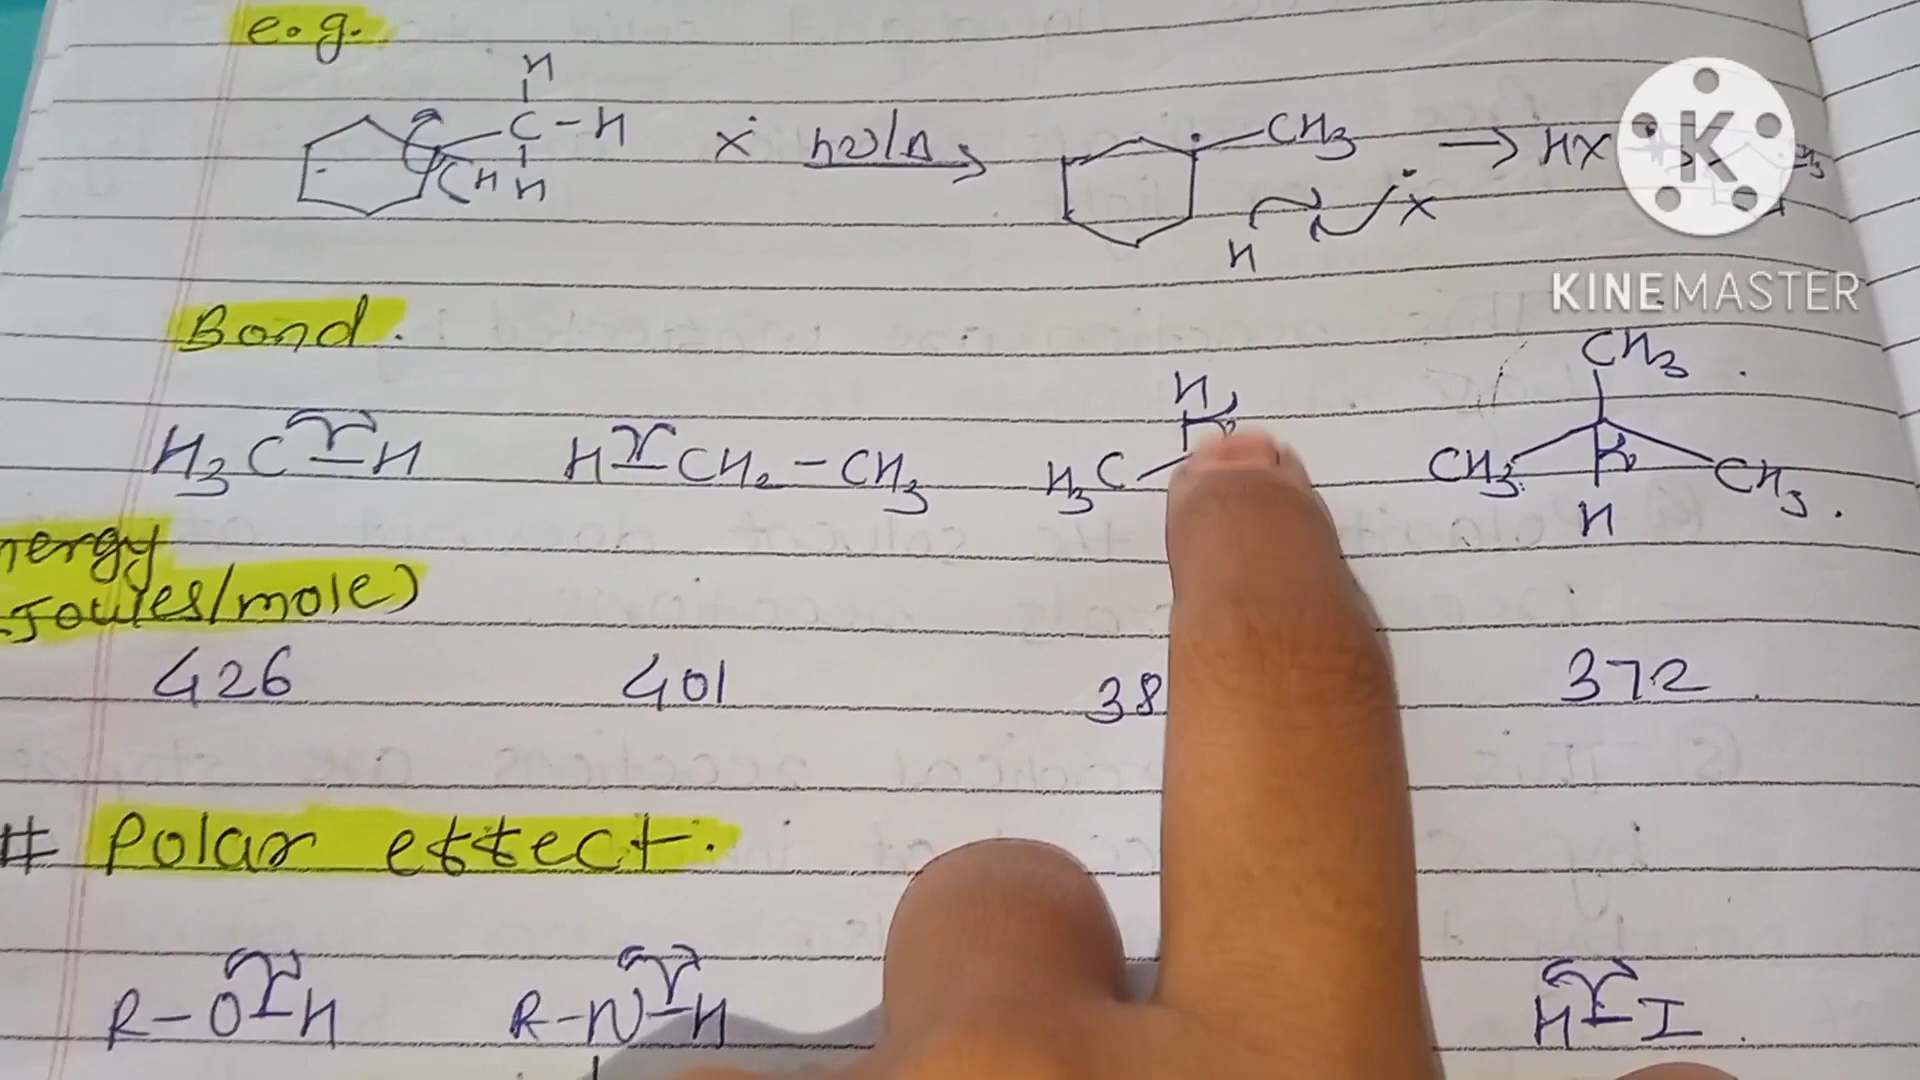 e.g.
H
C-H
CH H
X• hν/Δ
CH3
→ HX
H X
K
KINEMASTER
Bond.
H3C-H H-CH2-CH3
H
H3C
CH3
CH3 CH3.
H
nergy
Joules/mole)
426 401 38 372
# Polar effect.
R-O-H R-N-H H-I.